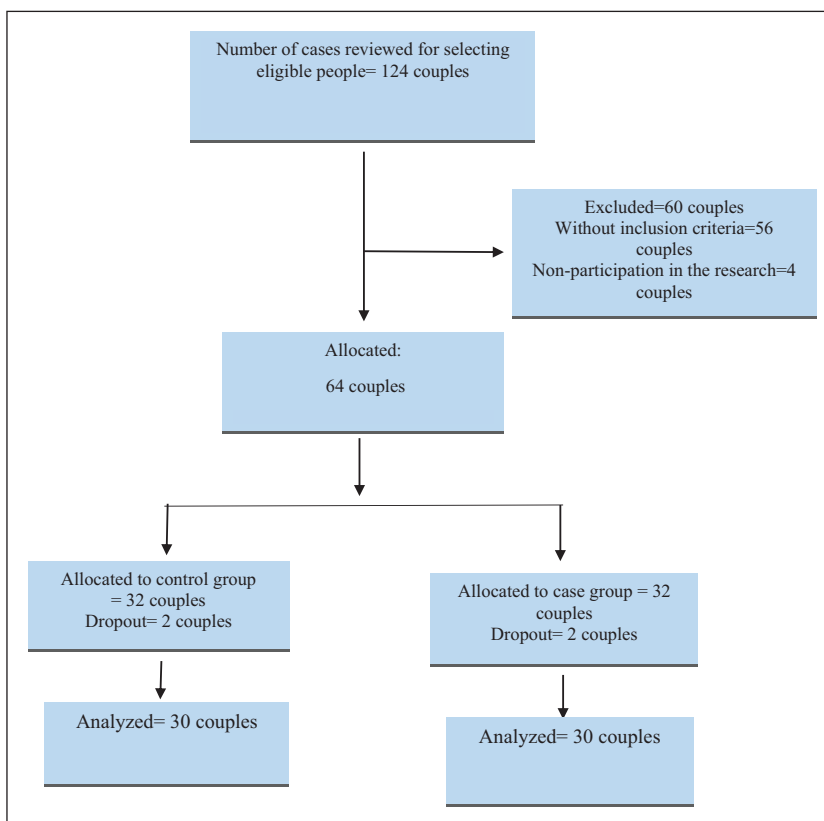 Number of cases reviewed for selecting
eligible people= 124 couples
Excluded=60 couples
Without inclusion criteria=56
couples
Non-participation in the research=4
couples
Allocated:
64 couples
Allocated to control group
= 32 couples
Dropout= 2 couples
Allocated to case group = 32
couples
Dropout= 2 couples
Analyzed= 30 couples
Analyzed= 30 couples